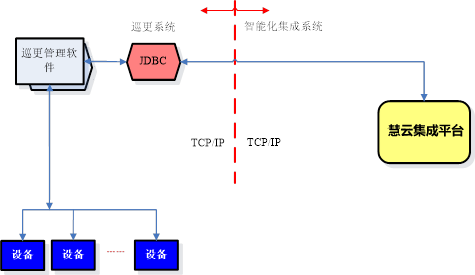 巡更系统
智能化集成系统
巡更管理软
件
JDBC
慧云集成平台
TCP/IP
TCP/IP
设备
设备
······
设备